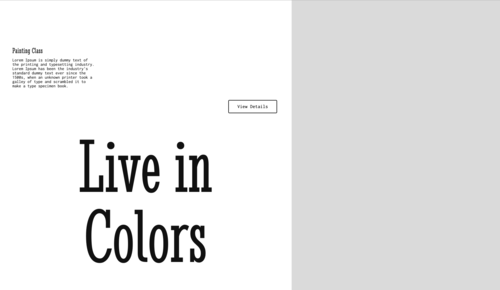 Painting Class
Lorem Ipsum is simply dummy text of
the printing and typesetting industry.
Lorem Ipsum has been the industry's
standard dummy text ever since the
1500s, when an unknown printer took a
galley of type and scrambled it to
make a type specimen book.
View Details
Live in
Colors